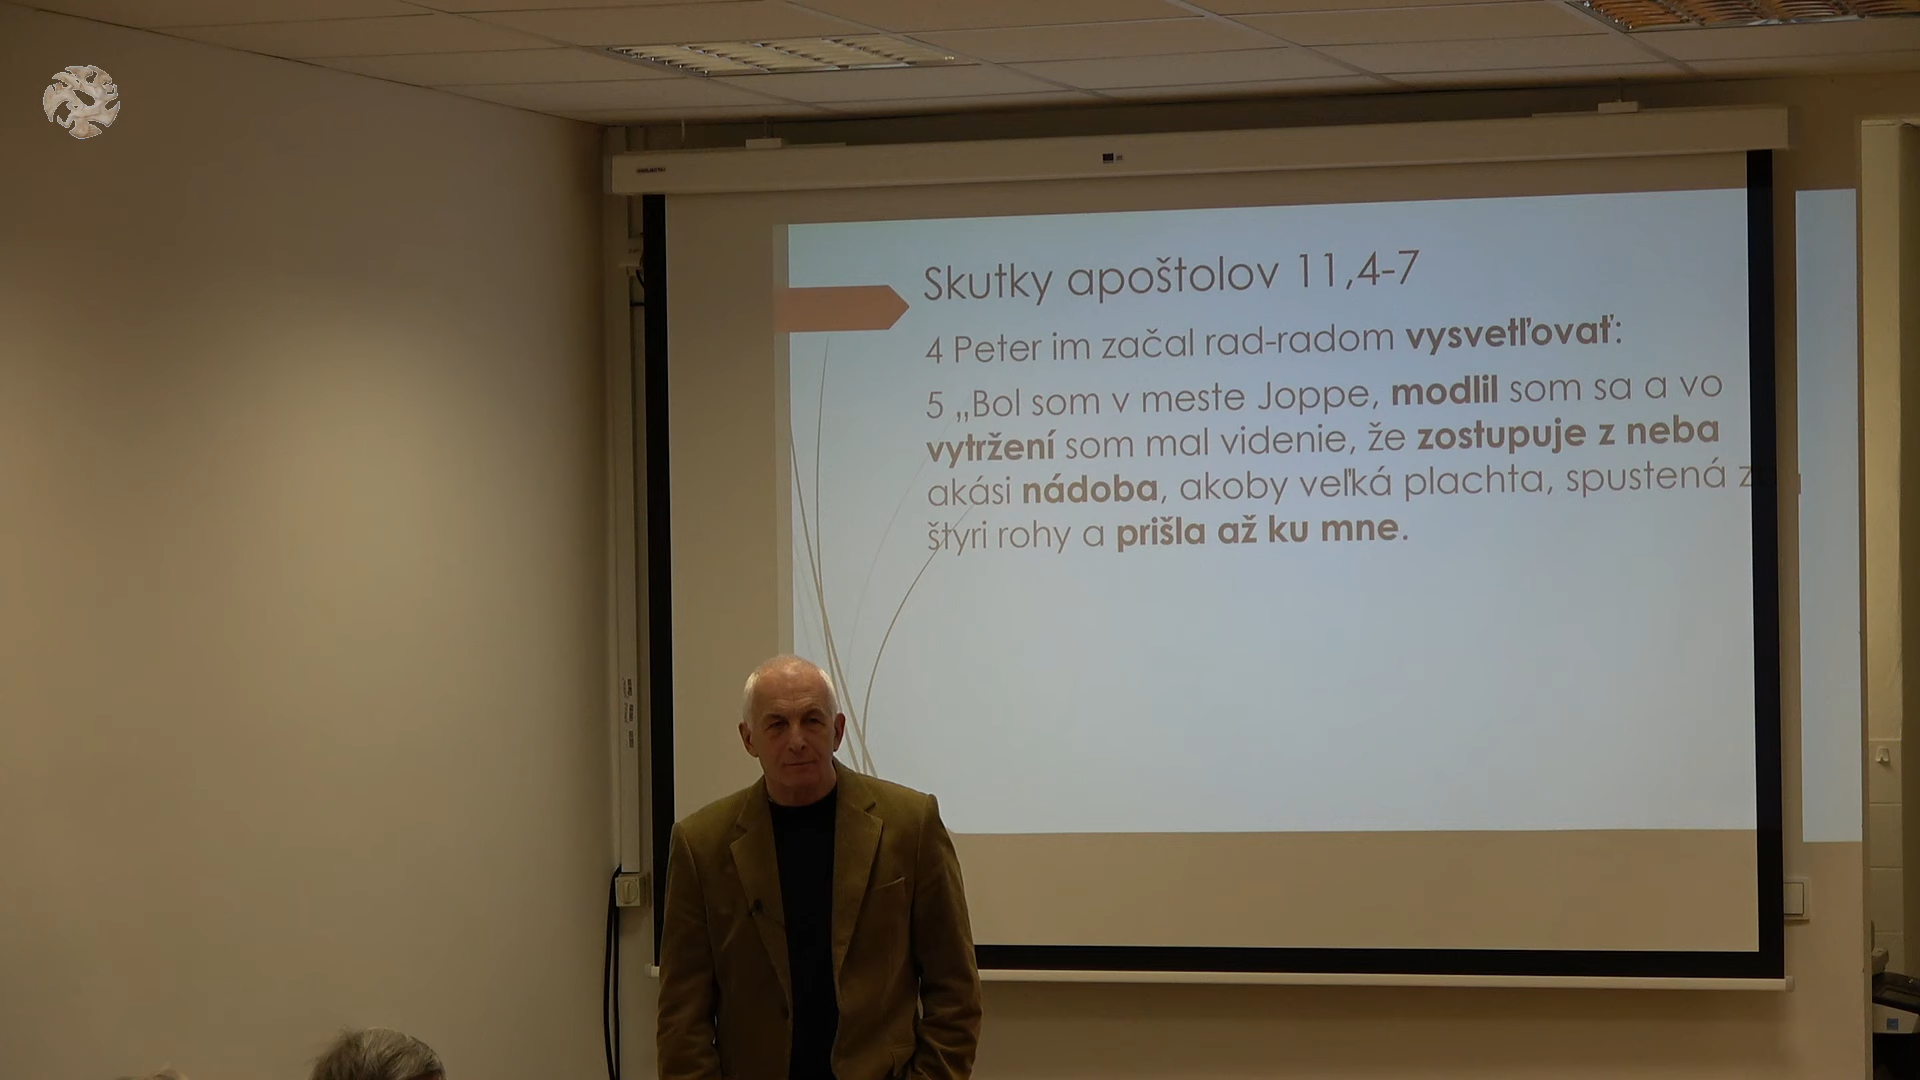 Skutky apoštolov 11,4-7
4 Peter im začal rad-radom vysvetľovať:
5 „Bol som v meste Joppe, modlil som sa a vo
vytržení som mal videnie, že zostupuje z neba
akási nádoba, akoby veľká plachta, spustená
štyri rohy a prišla až ku mne.